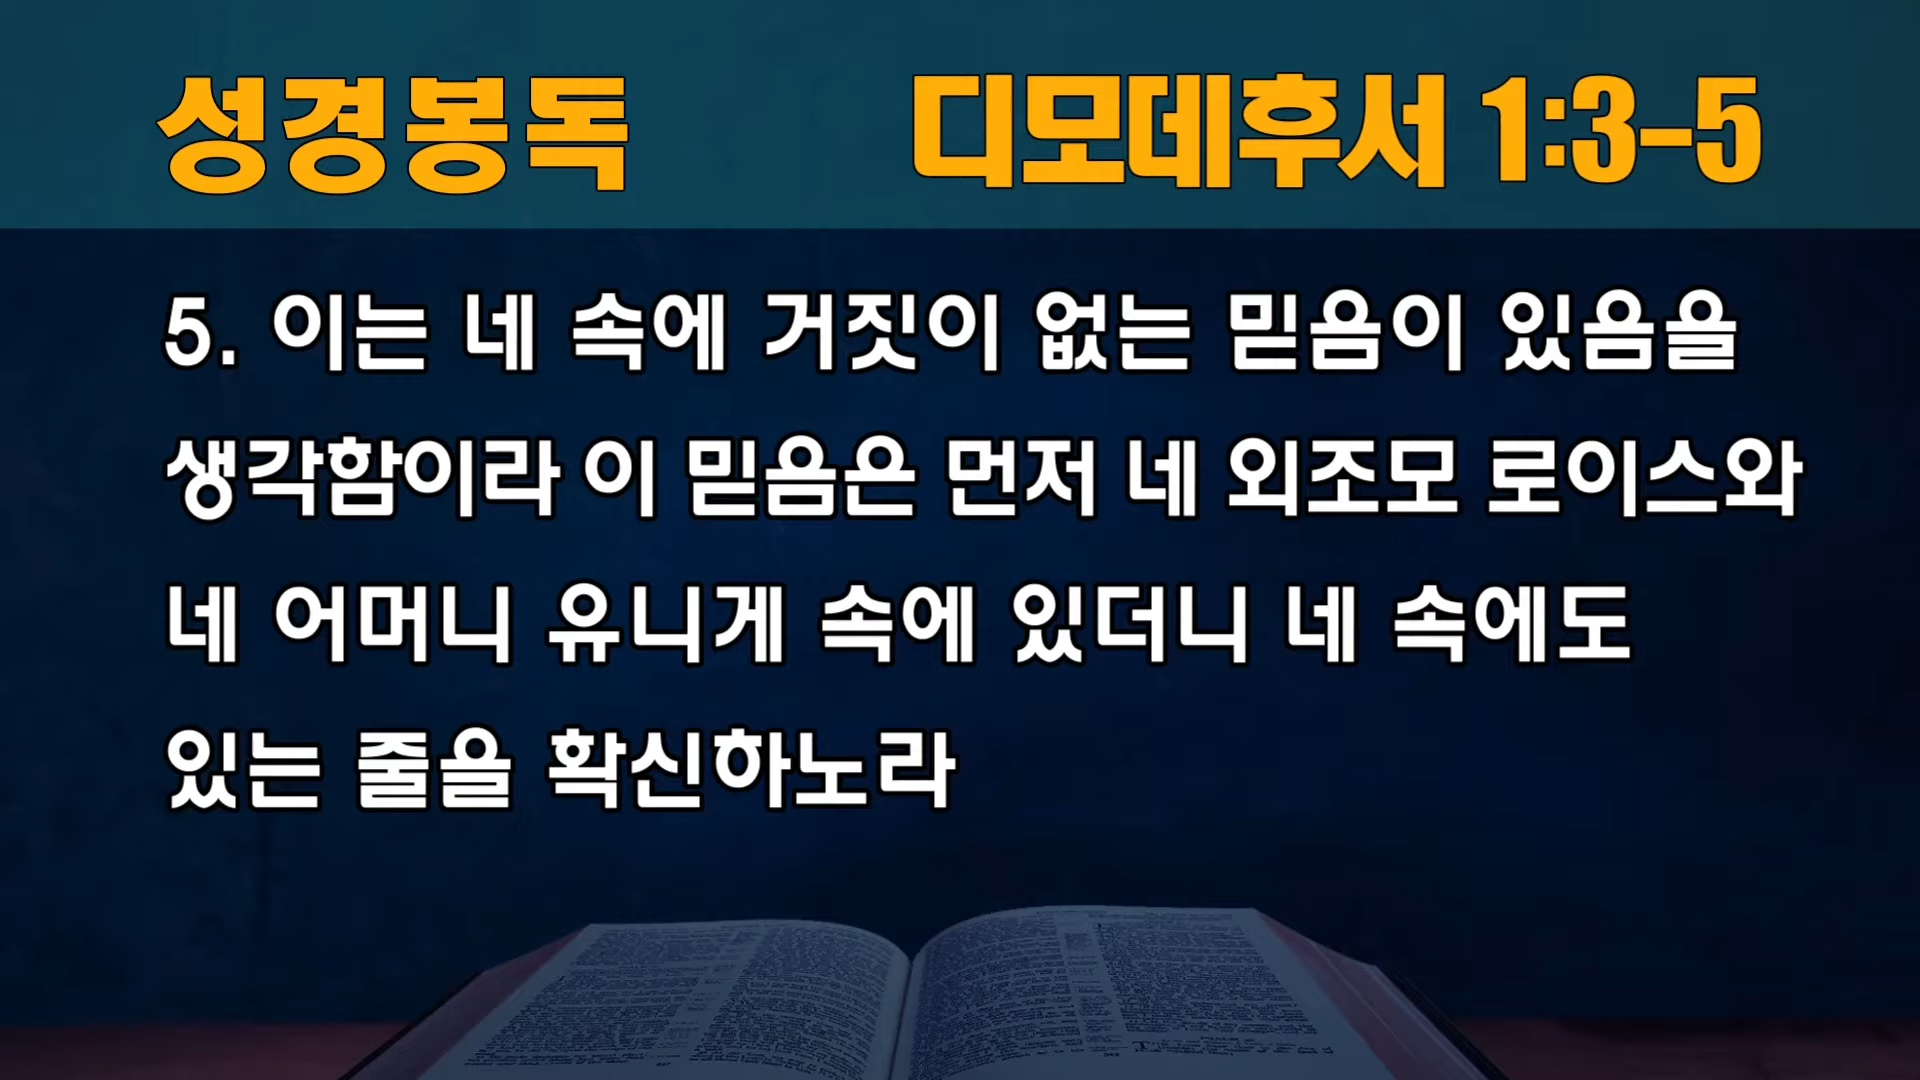 성경봉독 디모데후서 1:3-5
5. 이는 네 속에 거짓이 없는 믿음이 있음을
생각함이라 이 믿음은 먼저 네 외조모 로이스와
네 어머니 유니게 속에 있더니 네 속에도
있는 줄을 확신하노라